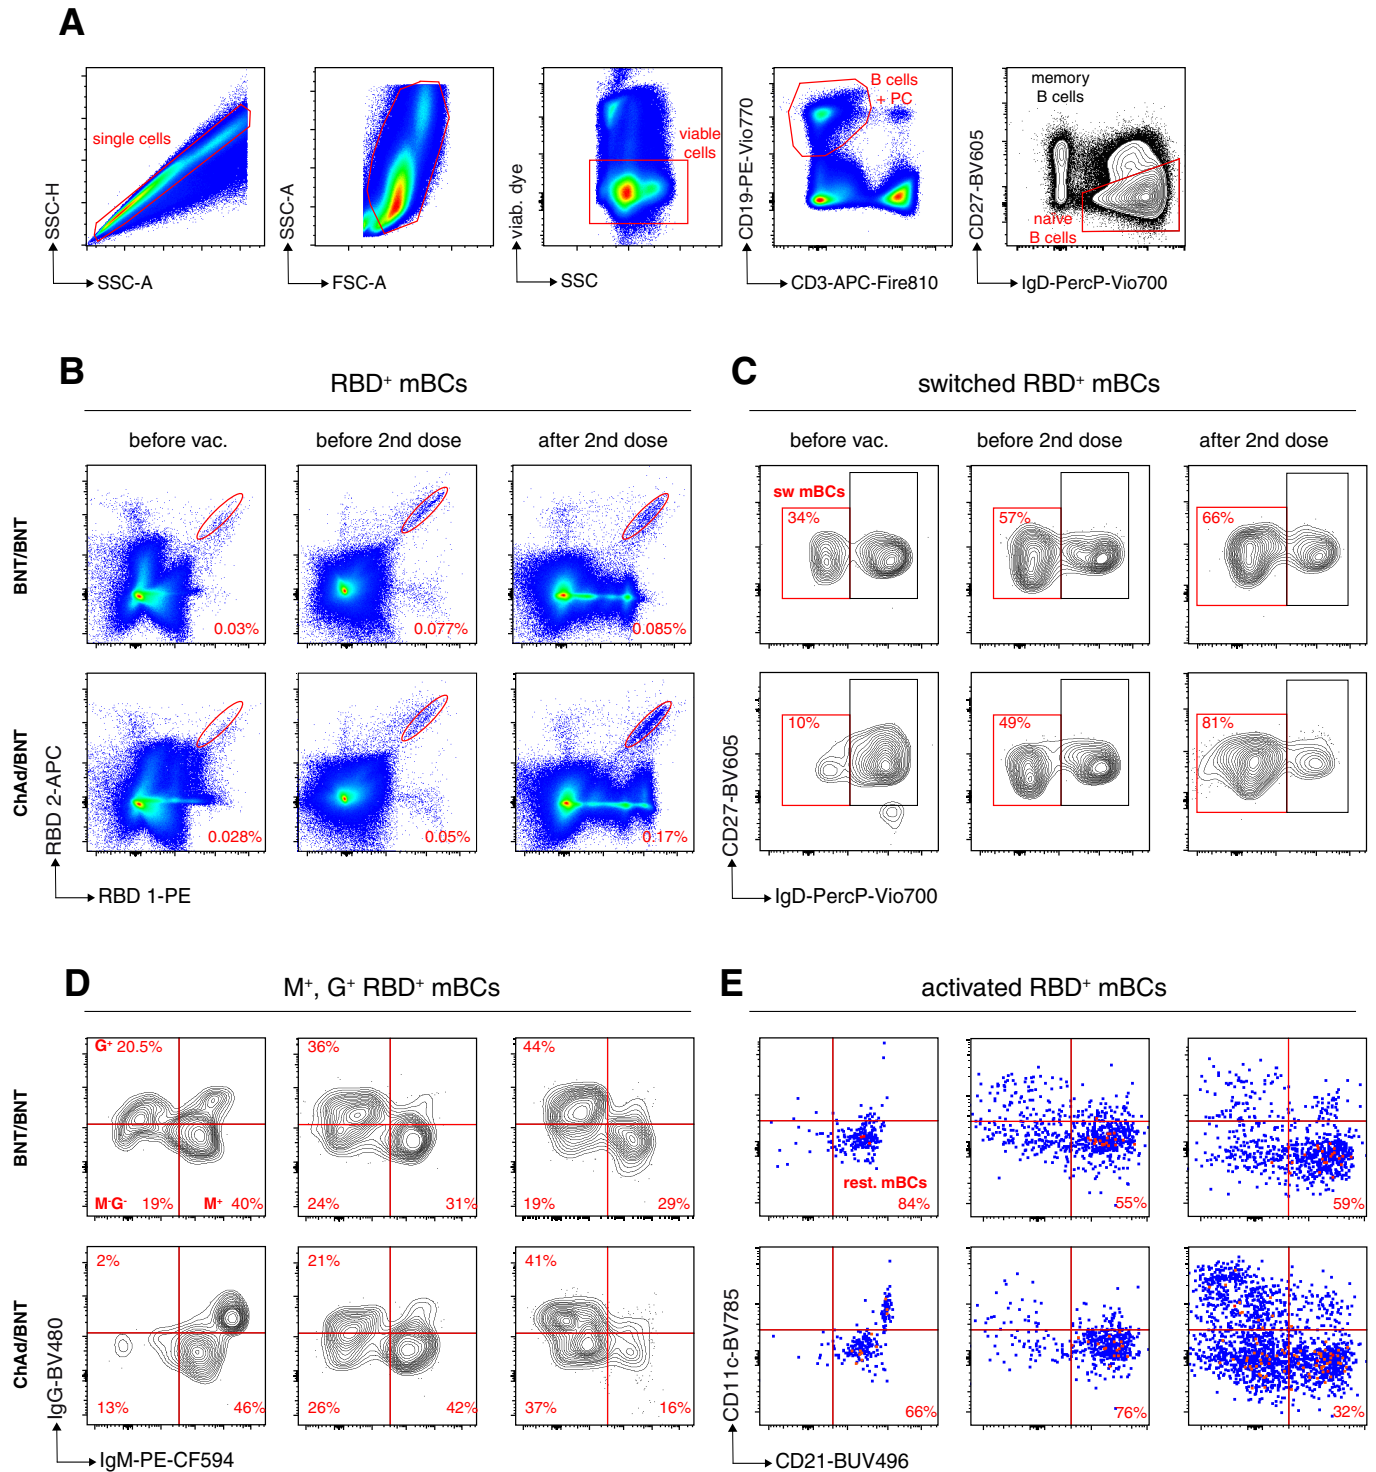 A
single cells
SSC-H
SSC-A
SSC-A
FSC-A
viable
cells
viab. dye
SSC
B cells
+ PC
CD19-PE-Vio770
CD3-APC-Fire810
memory
B cells
naïve
B cells
CD27-BV605
IgD-PercP-Vio700
B
RBD+ mBCs
before vac.
before 2nd dose
after 2nd dose
BNT/BNT
0.03%
0.077%
0.085%
ChAd/BNT
RBD 2-APC
0.028%
0.05%
0.17%
RBD 1-PE
C
switched RBD+ mBCs
before vac.
before 2nd dose
after 2nd dose
sw mBCs
34%
57%
66%
10%
49%
81%
CD27-BV605
IgD-PercP-Vio700
D
M+, G+ RBD+ mBCs
BNT/BNT
G+ 20.5%
36%
44%
M-G- 19%
M+ 40%
24%
31%
19%
29%
ChAd/BNT
IgG-BV480
2%
21%
41%
13%
46%
26%
42%
37%
16%
IgM-PE-CF594
E
activated RBD+ mBCs
rest. mBCs
84%
55%
59%
CD11c-BV785
66%
76%
32%
CD21-BUV496